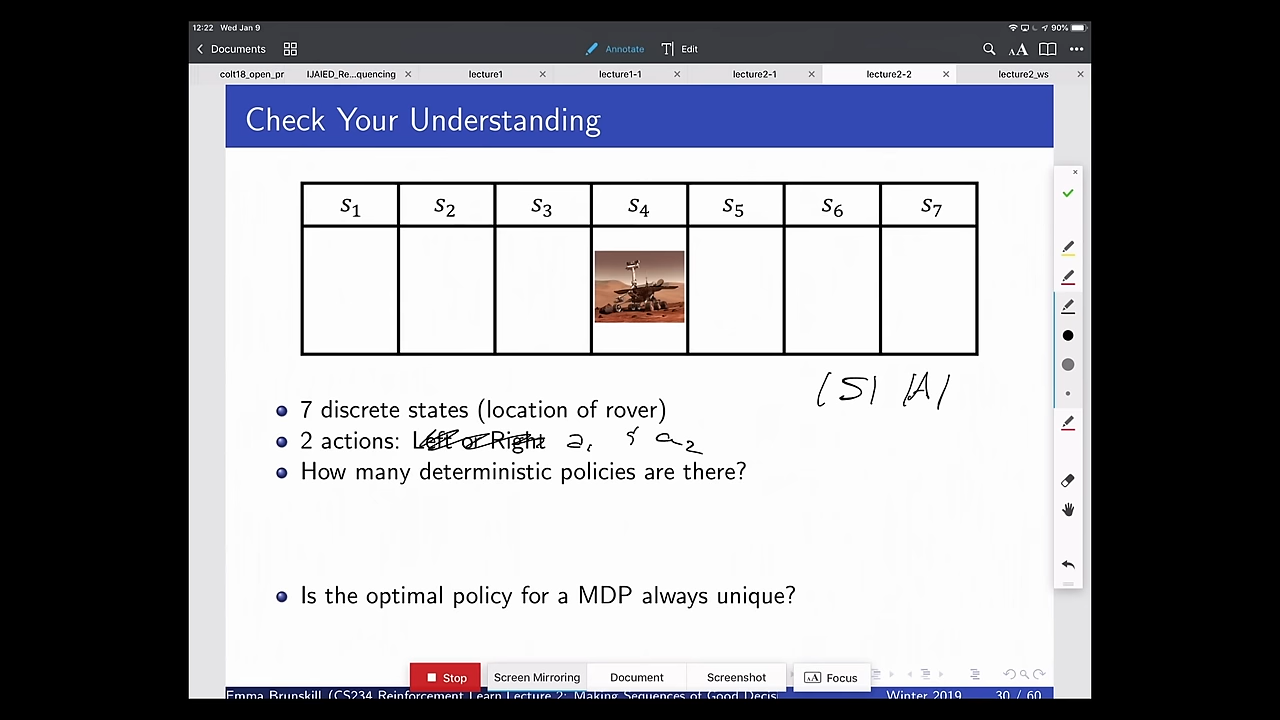 12:22 Wed Jan 9 90%
Documents Annotate Edit AA
colt18_open_pr IJAIED_Re...quencing lecture1 lecture1-1 lecture2-1 lecture2-2 lecture2_ws
Check Your Understanding
s1 s2 s3 s4 s5 s6 s7
|S| |A|
7 discrete states (location of rover)
2 actions: Left or Right a1 & a2
How many deterministic policies are there?
Is the optimal policy for a MDP always unique?
Stop Screen Mirroring Document Screenshot AA Focus
Emma Brunskill (CS234 Reinforcement Learn Lecture 2: Making Sequences of Good Decis Winter 2019 30 / 60